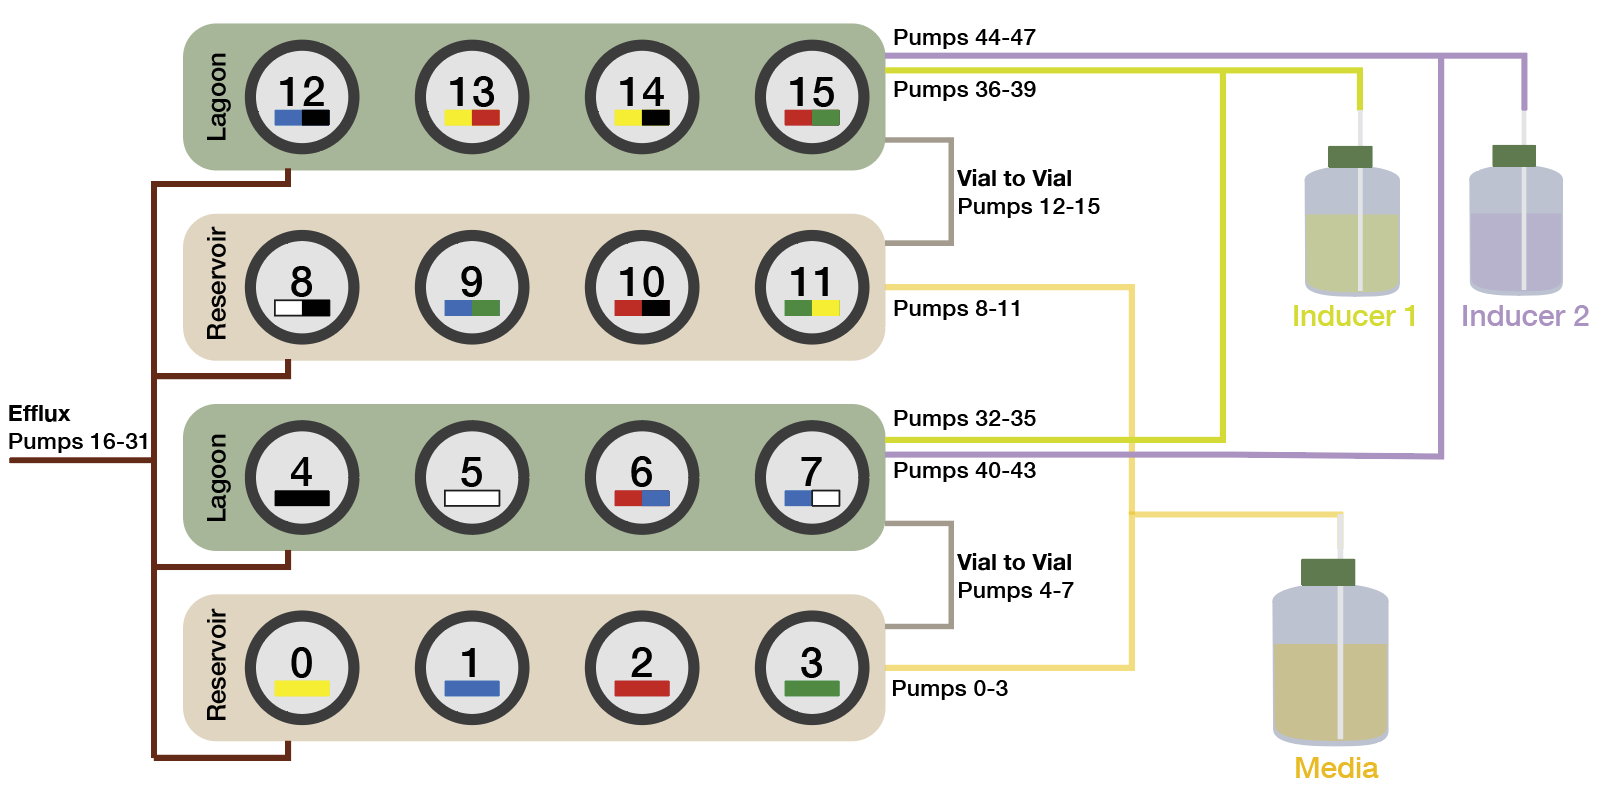 Pumps 44-47
Lagoon
12
13
14
15
Pumps 36-39
Vial to Vial
Pumps 12-15
Reservoir
8
9
10
11
Pumps 8-11
Inducer 1
Inducer 2
Efflux
Pumps 16-31
Lagoon
4
5
6
7
Pumps 32-35
Pumps 40-43
Vial to Vial
Pumps 4-7
Reservoir
0
1
2
3
Pumps 0-3
Media